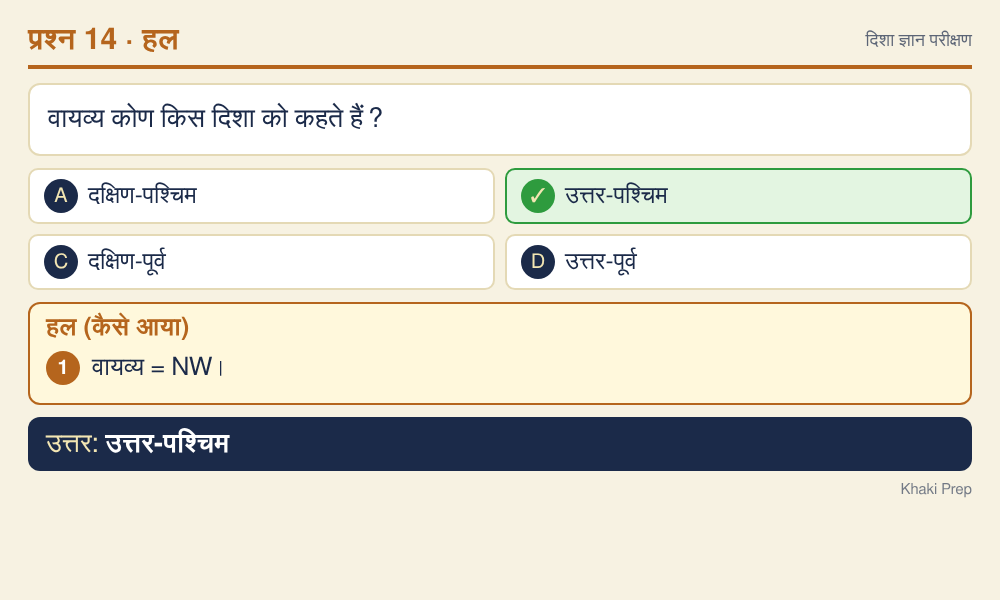 प्रश्न 14 · हल
दिशा ज्ञान परीक्षण
वायव्य कोण किस दिशा को कहते हैं ?
A दक्षिण-पश्चिम
✓ उत्तर-पश्चिम
C दक्षिण-पूर्व
D उत्तर-पूर्व
हल (कैसे आया)
1 वायव्य = NW।
उत्तर: उत्तर-पश्चिम
Khaki Prep